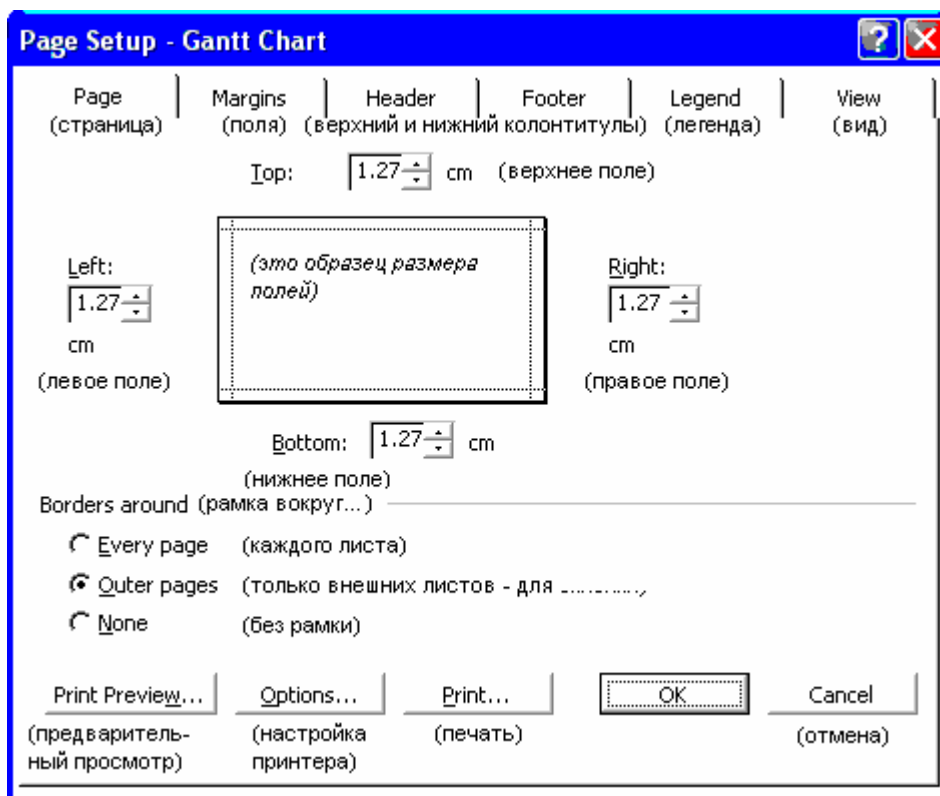 Page Setup - Gantt Chart
Page Margins Header Footer Legend View
(страница) (поля) (верхний и нижний колонтитулы) (легенда) (вид)
Top: 1.27 cm (верхнее поле)
(это образец размера
полей)
Left:
1.27
cm
(левое поле)
Right:
1.27
cm
(правое поле)
Bottom: 1.27 cm
(нижнее поле)
Borders around (рамка вокруг...)
Every page (каждого листа)
Outer pages (только внешних листов - для
None (без рамки)
Print Preview... Options... Print... OK Cancel
(предваритель- (настройка (печать) (отмена)
ный просмотр) принтера)